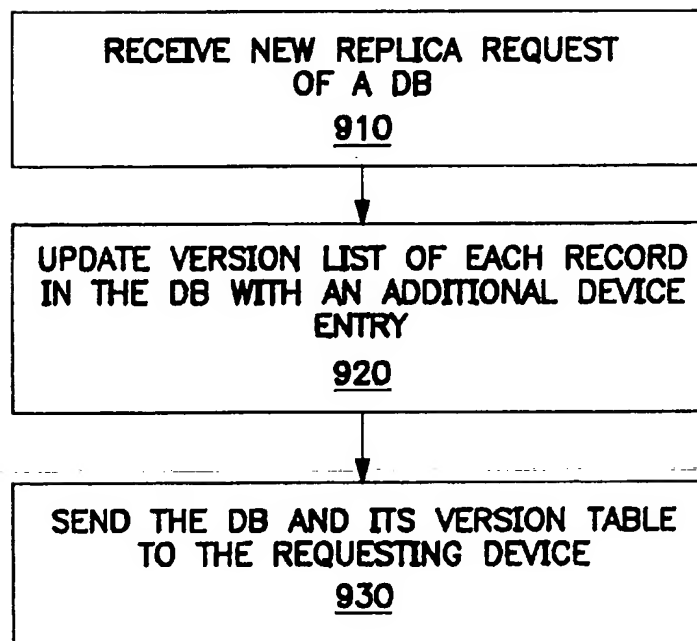 RECEIVE NEW REPLICA REQUEST
OF A DB
910
UPDATE VERSION LIST OF EACH RECORD
IN THE DB WITH AN ADDITIONAL DEVICE
ENTRY
920
SEND THE DB AND ITS VERSION TABLE
TO THE REQUESTING DEVICE
930